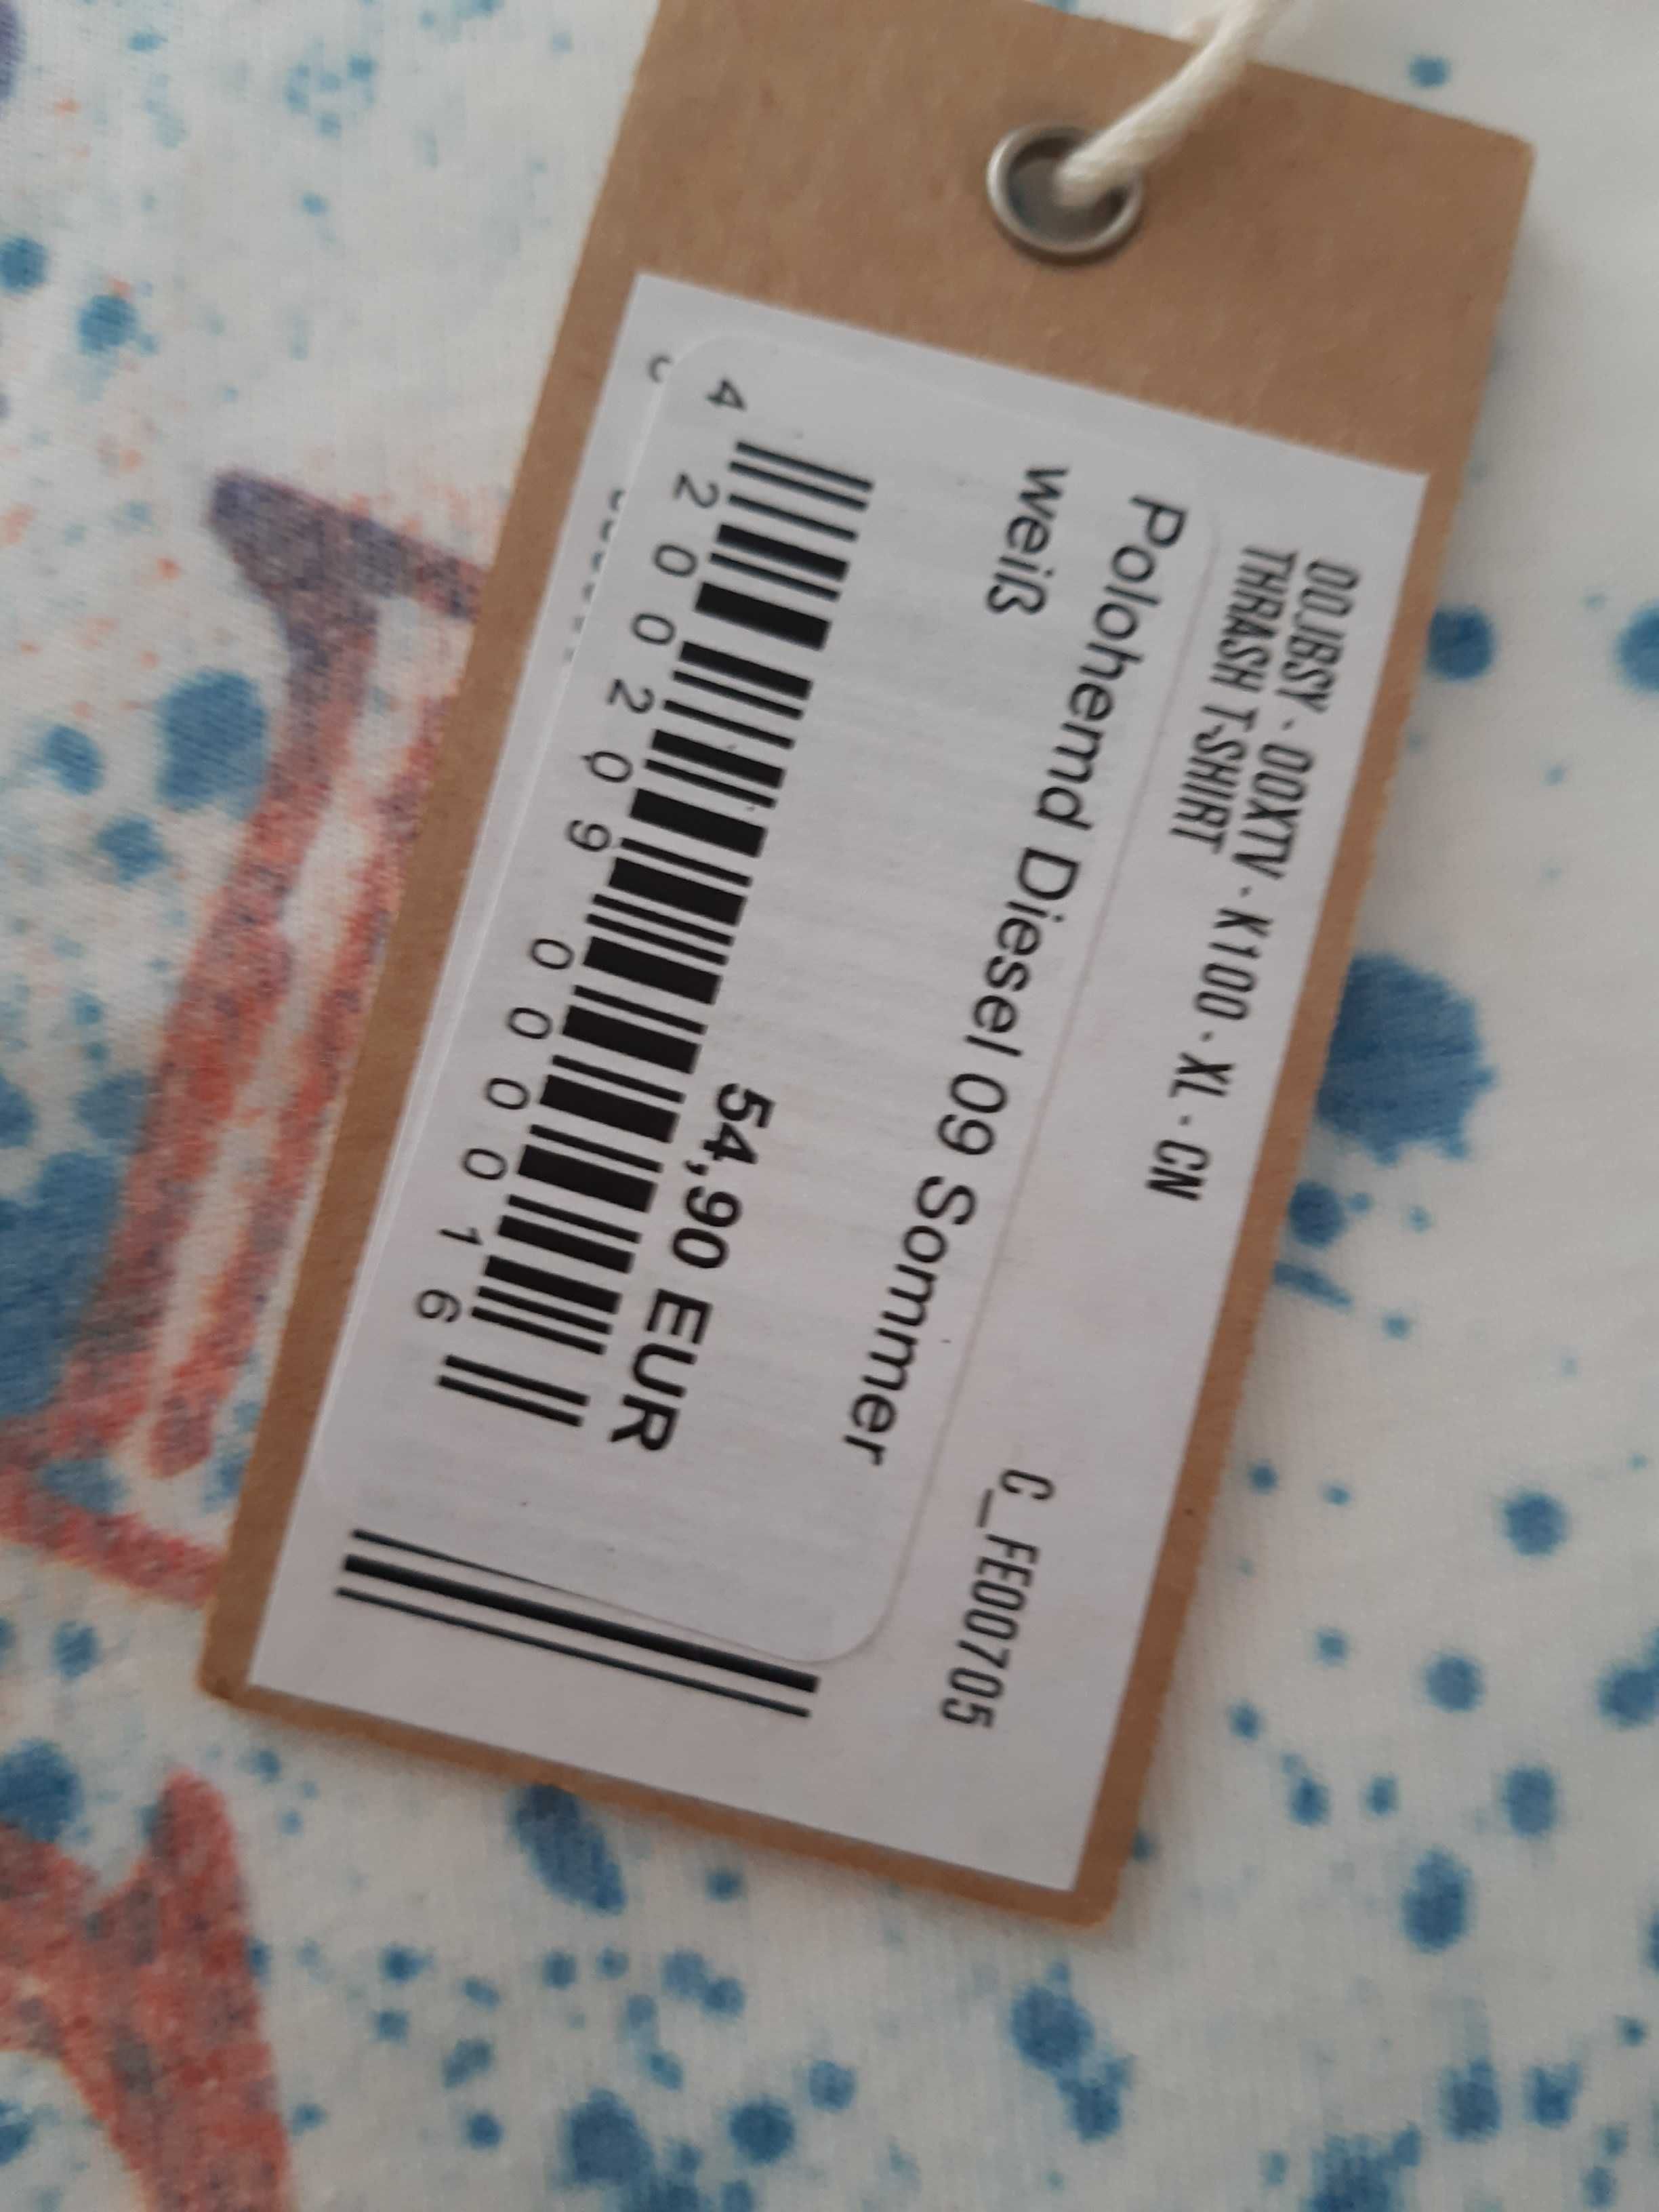 00JBSY - 00XTV - K100 - XL - CN
THRASH T-SHIRT
C_FE00705
Polohemd Diesel 09 Sommer
weiß
54,90 EUR
4 200209 000016